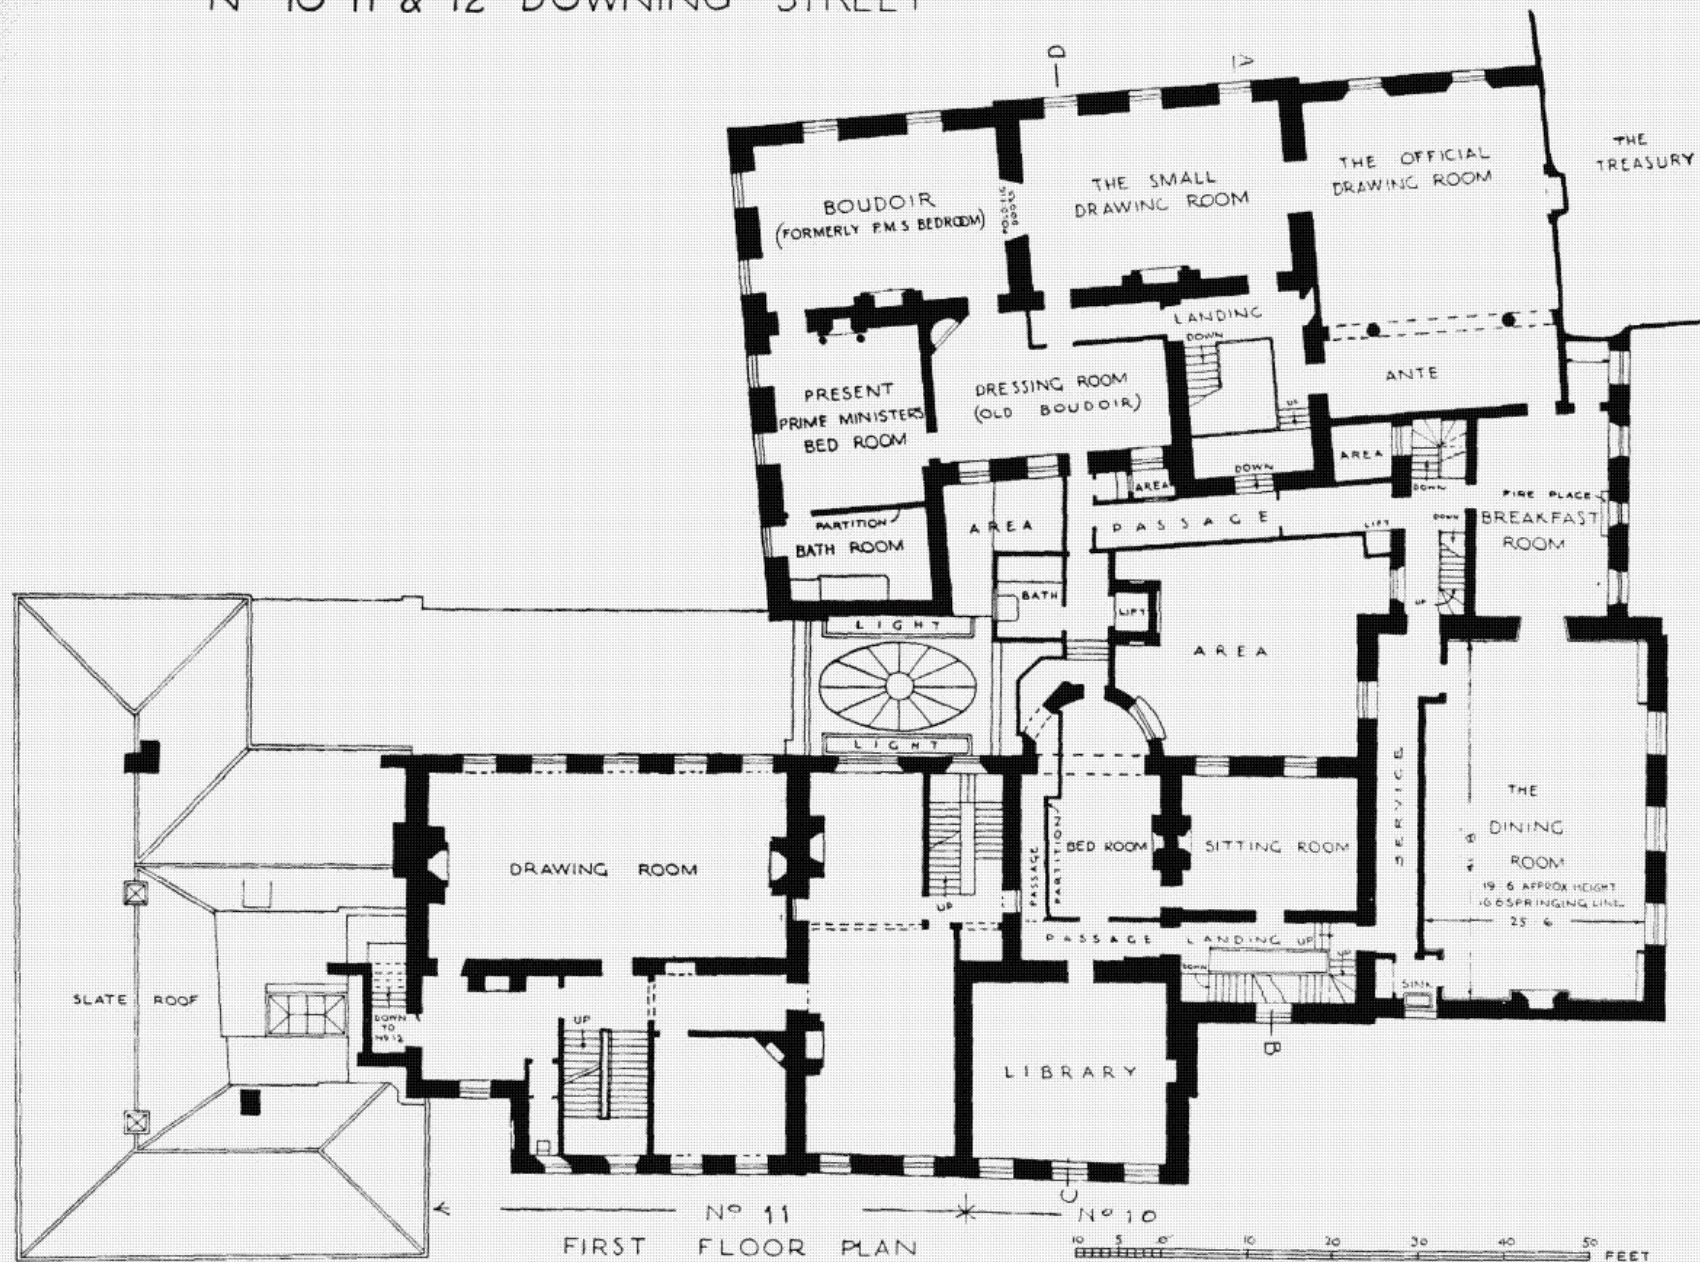 Nº 10 11 & 12 DOWNING STREET
D
A
THE
TREASURY
BOUDOIR
(FORMERLY P.M.S BEDROOM)
FOLDING
DOORS
THE SMALL
DRAWING ROOM
THE OFFICIAL
DRAWING ROOM
LANDING
DOWN
UP
ANTE
PRESENT
PRIME MINISTERS
BED ROOM
DRESSING ROOM
(OLD BOUDOIR)
PARTITION
BATH ROOM
AREA
AREA
DOWN
AREA
DOWN
PASSAGE
LIFT
DOWN
UP
FIRE PLACE
BREAKFAST
ROOM
BATH
LIFT
AREA
LIGHT
LIGHT
DRAWING ROOM
UP
PASSAGE
PARTITION
BED ROOM
SITTING ROOM
SERVICE
THE
DINING
ROOM
19 6 APPROX HEIGHT
16 6 SPRINGING LINE
25 6
PASSAGE
LANDING
UP
DOWN
SINK
SLATE ROOF
DOWN
TO
Nº 12
UP
LIBRARY
B
C
Nº 11
Nº 10
FIRST FLOOR PLAN
10 5 0 10 20 30 40 50 FEET